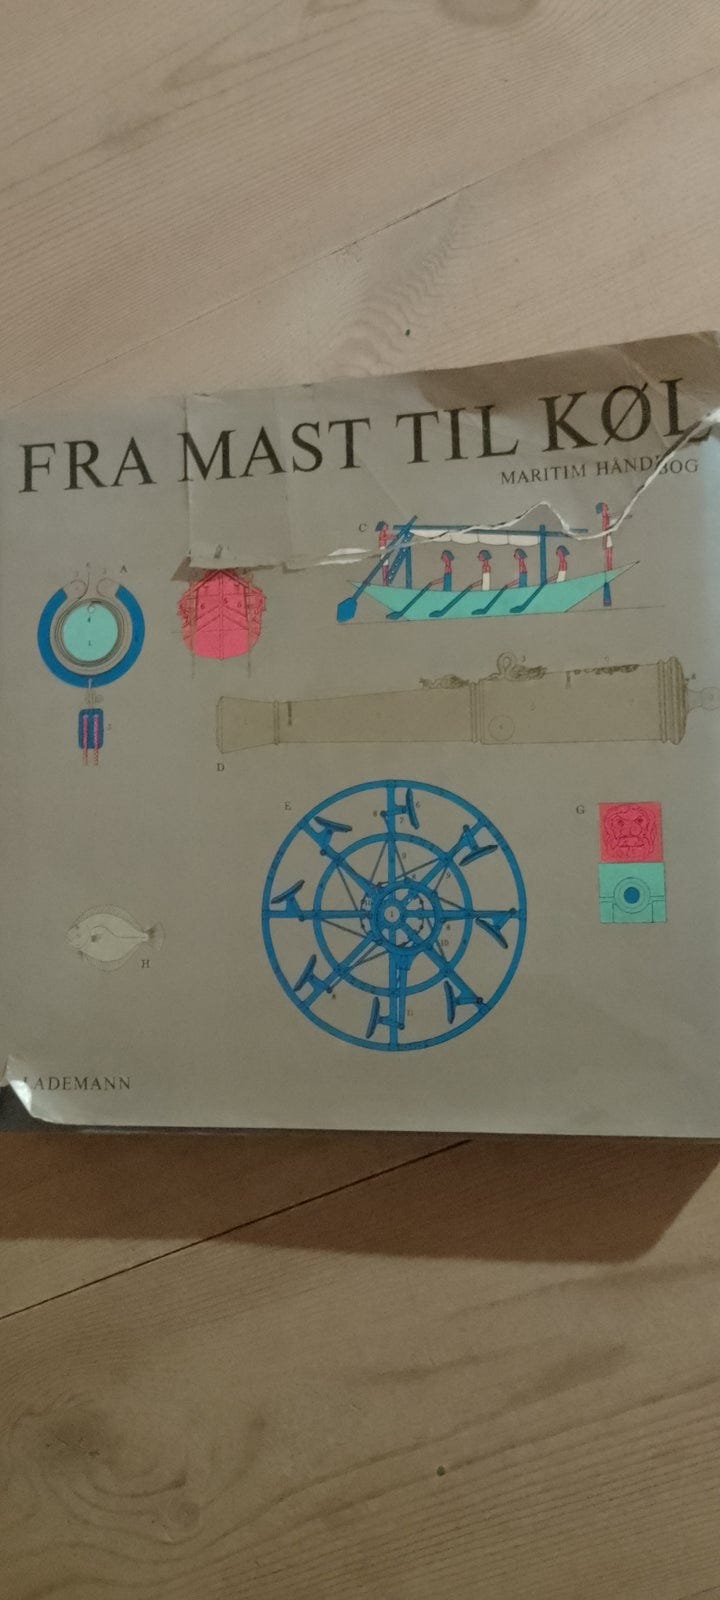 FRA MAST TIL KØL
MARITIM HÅNDBOG
C
A
D
E
G
H
LADEMANN